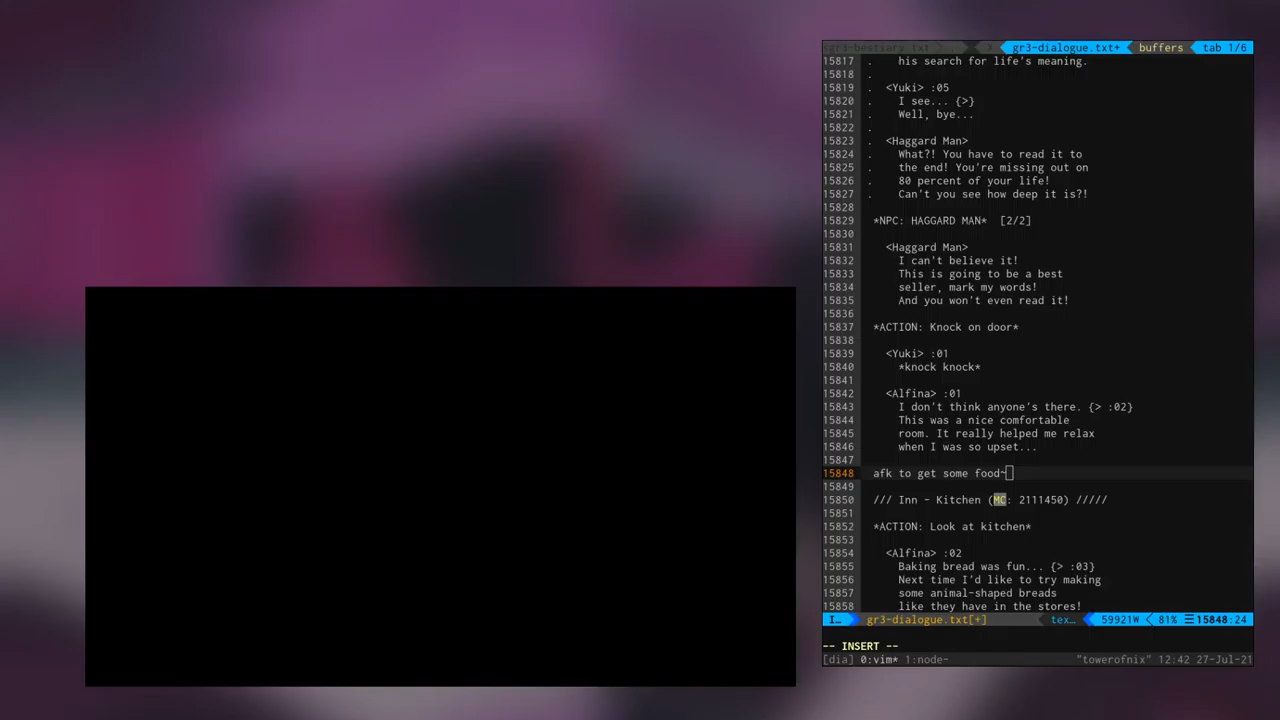 gr3-bestiary.txt gr3-dialogue.txt+ buffers tab 1/6
15817 . his search for life's meaning.
15818 .
15819 . <Yuki> :05
15820 . I see... {>}
15821 . Well, bye...
15822 .
15823 . <Haggard Man>
15824 . What?! You have to read it to
15825 . the end! You're missing out on
15826 . 80 percent of your life!
15827 . Can't you see how deep it is?!
15828
15829 *NPC: HAGGARD MAN* [2/2]
15830
15831 <Haggard Man>
15832 I can't believe it!
15833 This is going to be a best
15834 seller, mark my words!
15835 And you won't even read it!
15836
15837 *ACTION: Knock on door*
15838
15839 <Yuki> :01
15840 *knock knock*
15841
15842 <Alfina> :01
15843 I don't think anyone's there. {> :02}
15844 This was a nice comfortable
15845 room. It really helped me relax
15846 when I was so upset...
15847
15848 afk to get some food~
15849
15850 /// Inn - Kitchen (MC: 2111450) /////
15851
15852 *ACTION: Look at kitchen*
15853
15854 <Alfina> :02
15855 Baking bread was fun... {> :03}
15856 Next time I'd like to try making
15857 some animal-shaped breads
15858 like they have in the stores!
I… gr3-dialogue.txt[+] tex… 59921W 81% ☰15848:24
-- INSERT --
[dia] 0:vim* 1:node- "towerofnix" 12:42 27-Jul-21